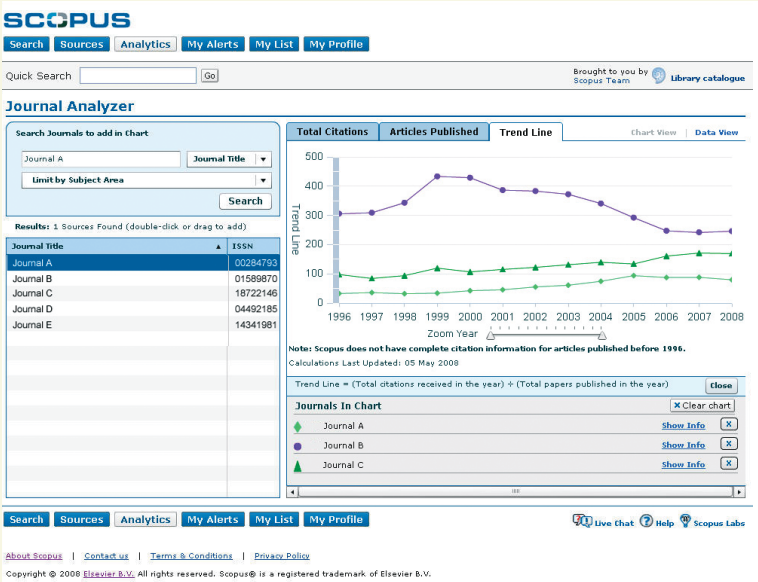 SCOPUS
Search Sources Analytics My Alerts My List My Profile
Quick Search Go
Brought to you by
Scopus Team
Library catalogue
Journal Analyzer
Search Journals to add in Chart
Journal A Journal Title
Limit by Subject Area
Search
Results: 1 Sources Found (double-click or drag to add)
Journal Title ISSN
Journal A 00284793
Journal B 01589870
Journal C 18722146
Journal D 04492185
Journal E 14341981
Total Citations Articles Published Trend Line
Chart View | Data View
500
400
300
200
100
0
Trend Line
1996 1997 1998 1999 2000 2001 2002 2003 2004 2005 2006 2007 2008
Zoom Year
Note: Scopus does not have complete citation information for articles published before 1996.
Calculations Last Updated: 05 May 2008
Trend Line = (Total citations received in the year) ÷ (Total papers published in the year) Close
Journals In Chart × Clear chart
Journal A Show Info X
Journal B Show Info X
Journal C Show Info X
Search Sources Analytics My Alerts My List My Profile
Live Chat Help Scopus Labs
About Scopus | Contact us | Terms & Conditions | Privacy Policy
Copyright © 2008 Elsevier B.V. All rights reserved. Scopus® is a registered trademark of Elsevier B.V.